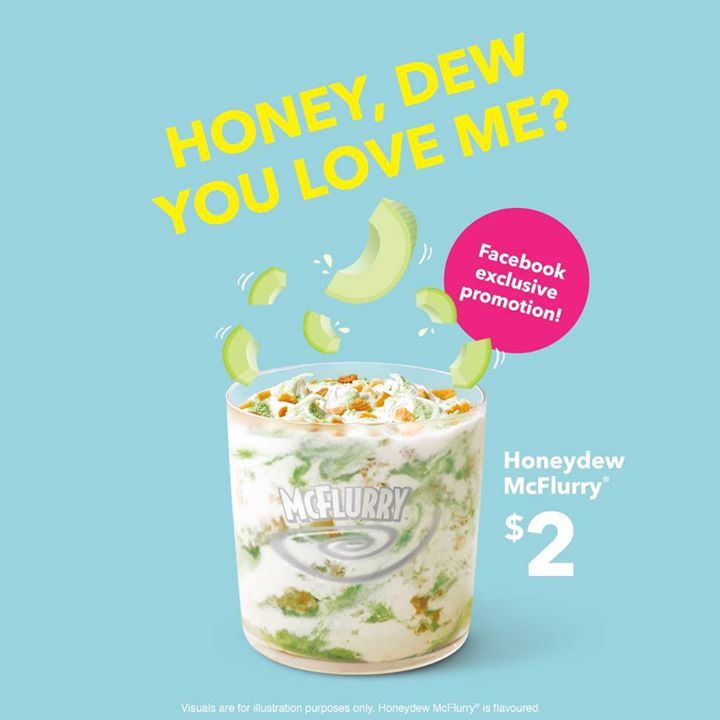 HONEY, DEW
YOU LOVE ME?
Facebook
exclusive
promotion!
McFLURRY
Honeydew
McFlurry®
$2
Visuals are for illustration purposes only. Honeydew McFlurry® is flavoured.